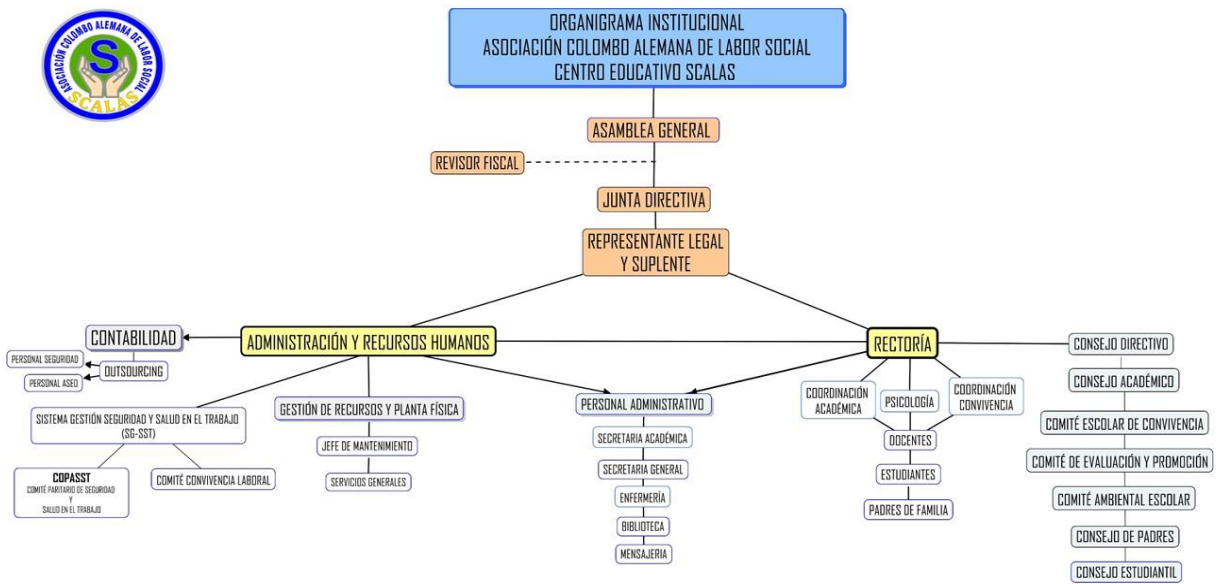 ASOCIACIÓN COLOMBO ALEMANA DE LABOR SOCIAL
S
SCALAS
ORGANIGRAMA INSTITUCIONAL
ASOCIACIÓN COLOMBO ALEMANA DE LABOR SOCIAL
CENTRO EDUCATIVO SCALAS
ASAMBLEA GENERAL
REVISOR FISCAL
JUNTA DIRECTIVA
REPRESENTANTE LEGAL
Y SUPLENTE
CONTABILIDAD
PERSONAL SEGURIDAD
OUTSOURCING
PERSONAL ASEO
ADMINISTRACIÓN Y RECURSOS HUMANOS
SISTEMA GESTIÓN SEGURIDAD Y SALUD EN EL TRABAJO
(SG-SST)
COPASST
COMITÉ PARITARIO DE SEGURIDAD
Y
SALUD EN EL TRABAJO
COMITÉ CONVIVENCIA LABORAL
GESTIÓN DE RECURSOS Y PLANTA FÍSICA
JEFE DE MANTENIMIENTO
SERVICIOS GENERALES
PERSONAL ADMINISTRATIVO
SECRETARIA ACADÉMICA
SECRETARIA GENERAL
ENFERMERÍA
BIBLIOTECA
MENSAJERIA
RECTORÍA
COORDINACIÓN
ACADÉMICA
PSICOLOGÍA
COORDINACIÓN
CONVIVENCIA
DOCENTES
ESTUDIANTES
PADRES DE FAMILIA
CONSEJO DIRECTIVO
CONSEJO ACADÉMICO
COMITÉ ESCOLAR DE CONVIVENCIA
COMITÉ DE EVALUACIÓN Y PROMOCIÓN
COMITÉ AMBIENTAL ESCOLAR
CONSEJO DE PADRES
CONSEJO ESTUDIANTIL